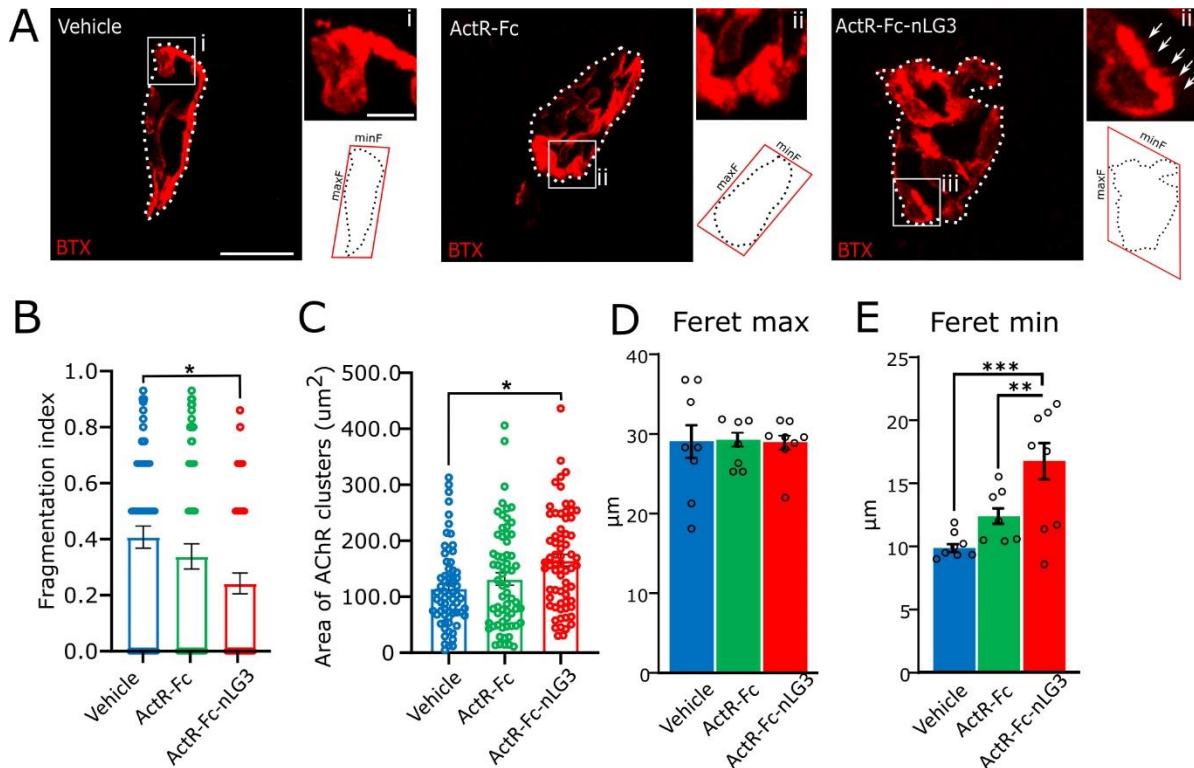 A
Vehicle
i
i
BTX
maxF
minF
ActR-Fc
ii
ii
BTX
maxF
minF
ActR-Fc-nLG3
iii
ii
BTX
maxF
minF
B
Fragmentation index
1.0
0.8
0.6
0.4
0.2
0.0
*
Vehicle
ActR-Fc
ActR-Fc-nLG3
C
Area of AChR clusters (um²)
500.0
400.0
300.0
200.0
100.0
0
*
Vehicle
ActR-Fc
ActR-Fc-nLG3
D
Feret max
µm
40
30
20
10
0
Vehicle
ActR-Fc
ActR-Fc-nLG3
E
Feret min
µm
25
20
15
10
5
0
***
**
Vehicle
ActR-Fc
ActR-Fc-nLG3